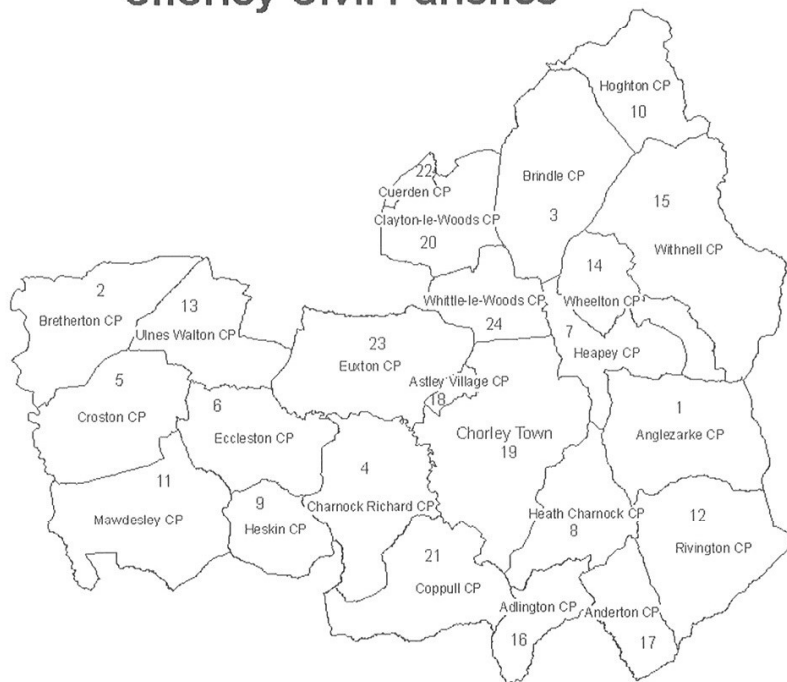 Chorley Civil Parishes
Hoghton CP
10
Brindle CP
3
22
Cuerden CP
Clayton-le-Woods CP
20
15
Withnell CP
14
Wheelton CP
2
Bretherton CP
13
Ulnes Walton CP
Whittle-le-Woods CP
24
7
Heapey CP
23
Euxton CP
Astley Village CP
18
5
Croston CP
6
Eccleston CP
Chorley Town
19
1
Anglezarke CP
4
Charnock Richard CP
11
Mawdesley CP
9
Heskin CP
Heath Charnock CP
8
12
Rivington CP
21
Coppull CP
Adlington CP
16
Anderton CP
17